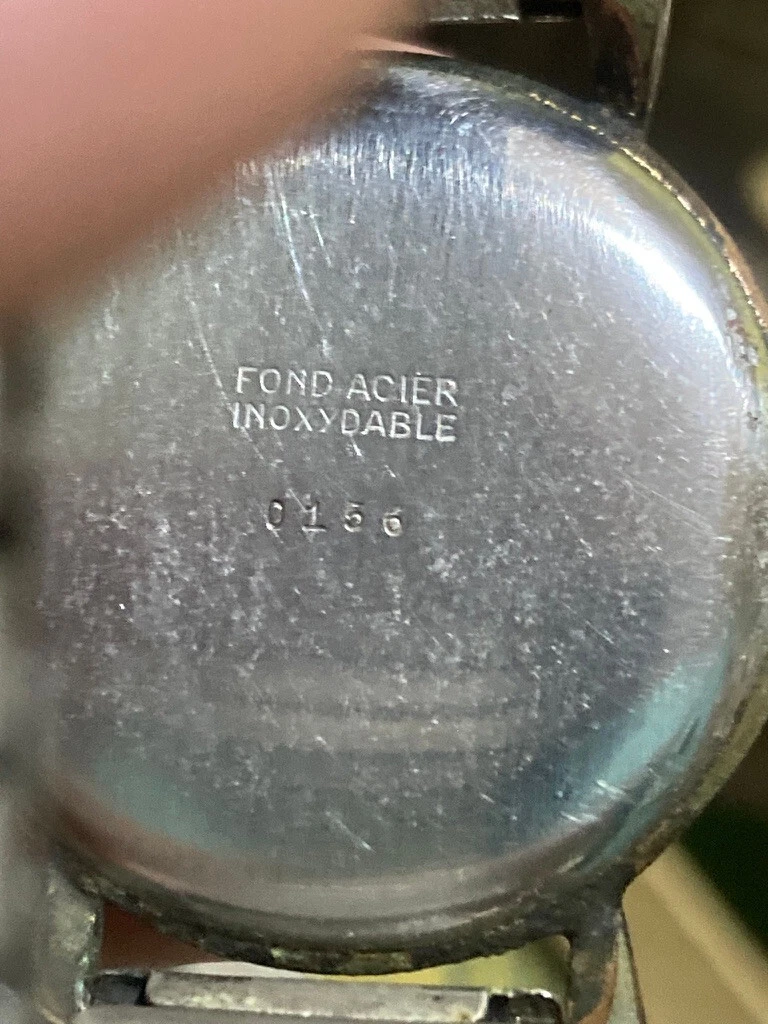 FOND ACIER
INOXYDABLE
0156